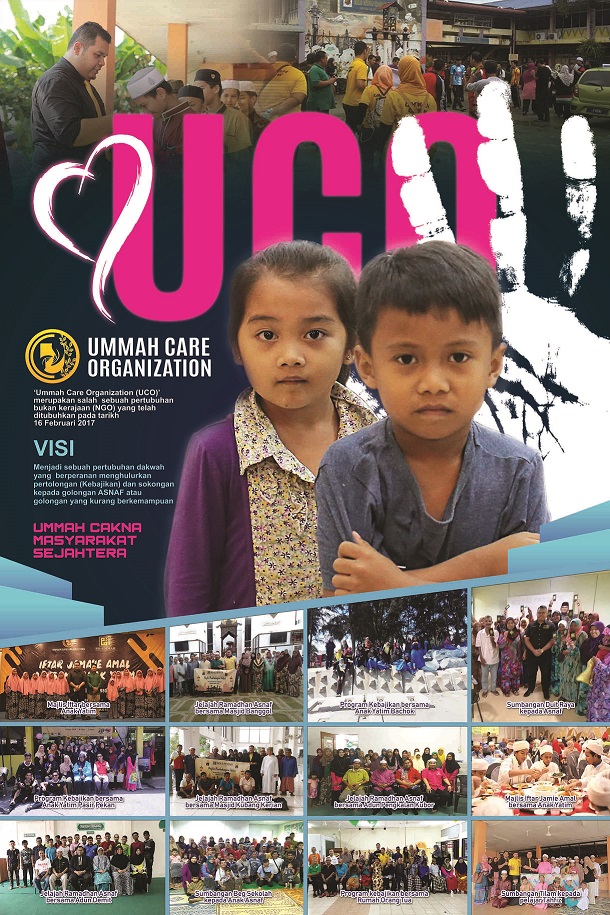 UCO
UMMAH CARE
ORGANIZATION
'Ummah Care Organization (UCO)'
merupakan salah sebuah pertubuhan
bukan kerajaan (NGO) yang telah
ditubuhkan pada tarikh
16 Februari 2017
VISI
Menjadi sebuah pertubuhan dakwah
yang berperanan menghulurkan
pertolongan (Kebajikan) dan sokongan
kepada golongan ASNAF atau
golongan yang kurang berkemampuan
UMMAH CAKNA
MASYARAKAT
SEJAHTERA
IFTAR JAMAIE AMAL
Majlis Iftar bersama
Anak Yatim
Jelajah Ramadhan Asnaf
bersama Masjid Banggol
Program Kebajikan bersama
Anak Yatim Bachok
Sumbangan Duit Raya
kepada Asnaf
Program Kebajikan bersama
Anak Yatim Pasir Pekan
Jelajah Ramadhan Asnaf
bersama Masjid Kubang Kerian
Jelajah Ramadhan Asnaf
bersama Adun Pengkalan Kubor
Majlis Iftar Jamie Amal
bersama Anak Yatim
Jelajah Ramadhan Asnaf
bersama Adun Demit
Sumbangan Beg Sekolah
kepada Anak Asnaf
Program kebajikan bersama
Rumah Orang Tua
Sumbangan Tilam kepada
pelajar tahfiz